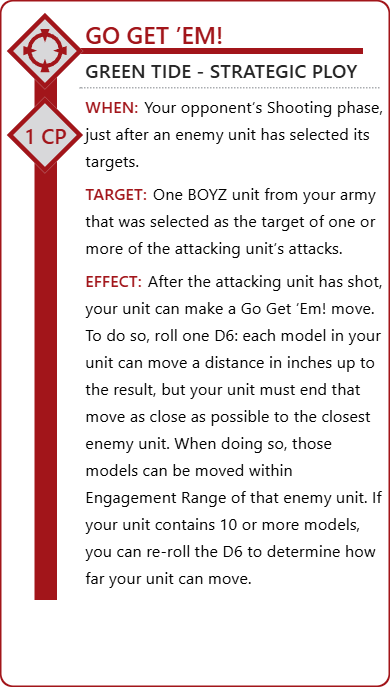 GO GET ’EM!
GREEN TIDE - STRATEGIC PLOY
1 CP
WHEN: Your opponent’s Shooting phase,
just after an enemy unit has selected its
targets.
TARGET: One BOYZ unit from your army
that was selected as the target of one or
more of the attacking unit’s attacks.
EFFECT: After the attacking unit has shot,
your unit can make a Go Get ’Em! move.
To do so, roll one D6: each model in your
unit can move a distance in inches up to
the result, but your unit must end that
move as close as possible to the closest
enemy unit. When doing so, those
models can be moved within
Engagement Range of that enemy unit. If
your unit contains 10 or more models,
you can re-roll the D6 to determine how
far your unit can move.